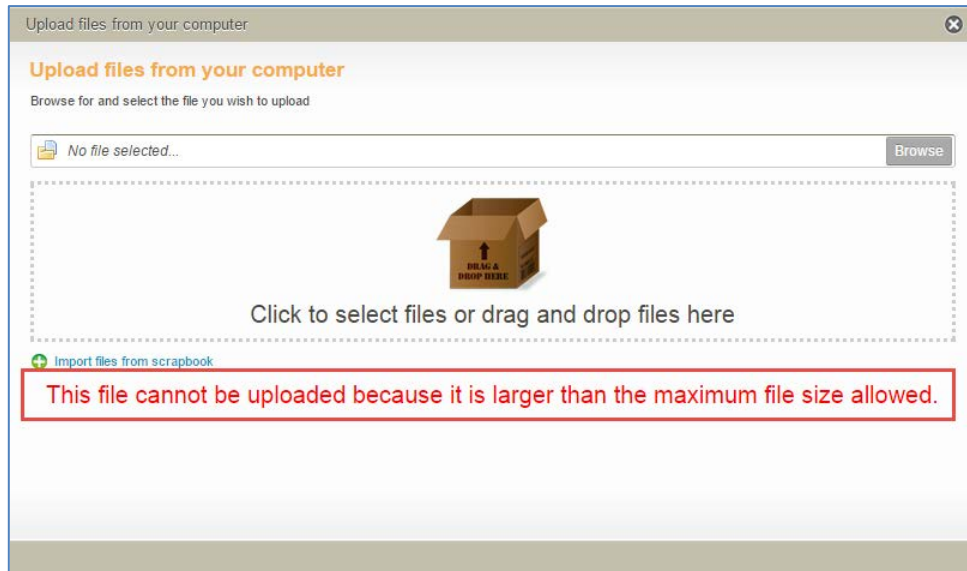 Upload files from your computer
Upload files from your computer
Browse for and select the file you wish to upload
No file selected...
Browse
DRAG &
DROP HERE
Click to select files or drag and drop files here
Import files from scrapbook
This file cannot be uploaded because it is larger than the maximum file size allowed.